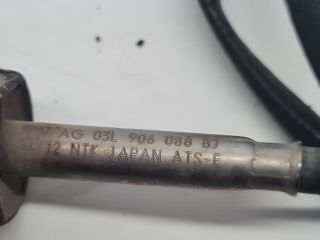 AG 03L 906 088 BJ
12 NTK JAPAN ATS-E